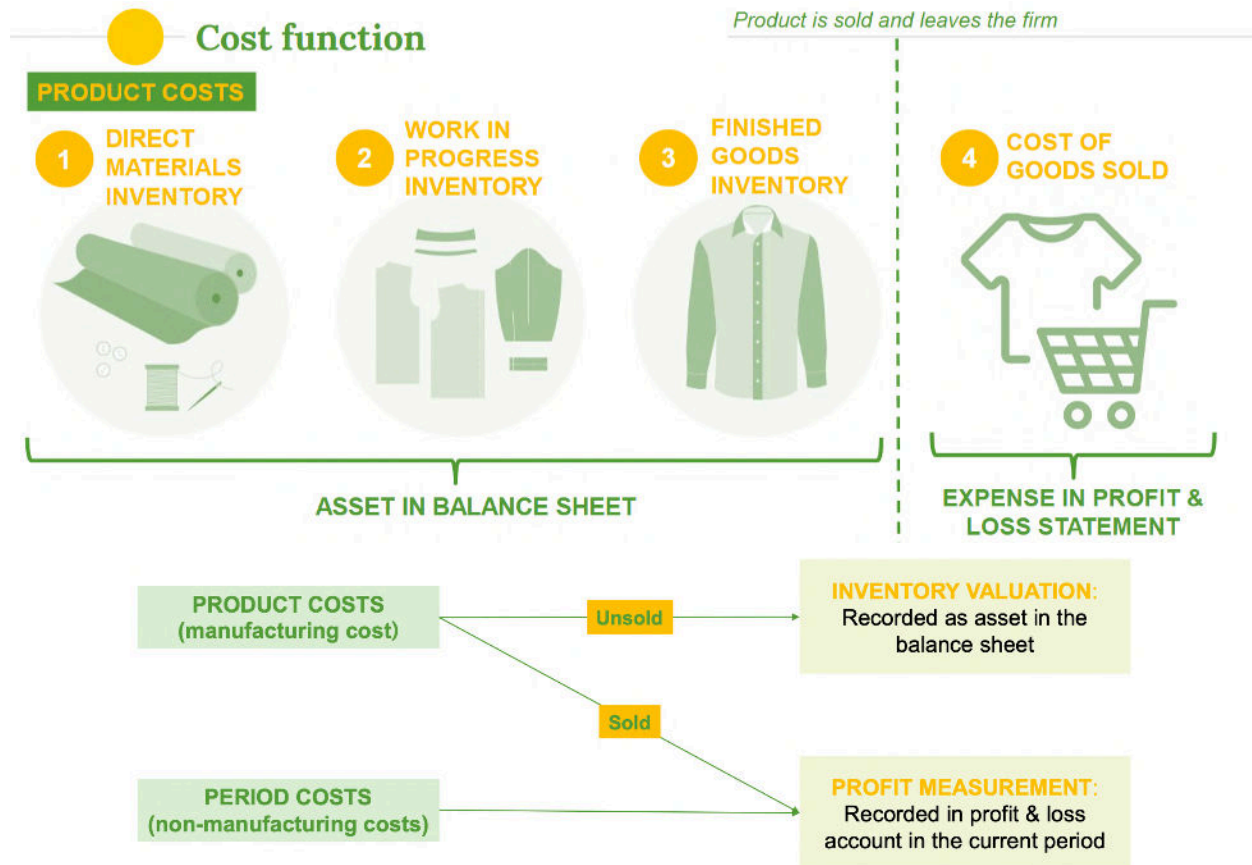 Cost function
Product is sold and leaves the firm
PRODUCT COSTS
1
DIRECT
MATERIALS
INVENTORY
2
WORK IN
PROGRESS
INVENTORY
3
FINISHED
GOODS
INVENTORY
4
COST OF
GOODS SOLD
ASSET IN BALANCE SHEET
EXPENSE IN PROFIT &
LOSS STATEMENT
PRODUCT COSTS
(manufacturing cost)
Unsold
INVENTORY VALUATION:
Recorded as asset in the
balance sheet
Sold
PERIOD COSTS
(non-manufacturing costs)
PROFIT MEASUREMENT:
Recorded in profit & loss
account in the current period